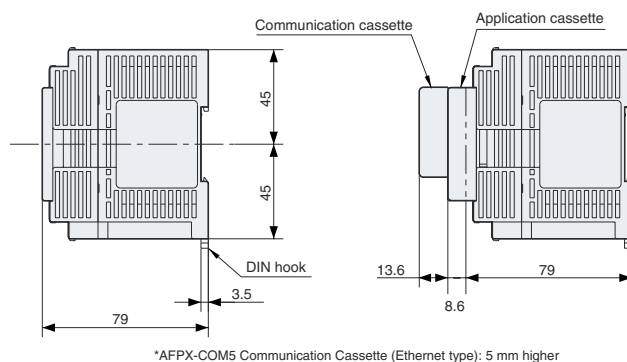 Communication cassette
Application cassette
45
45
DIN hook
3.5
79
13.6
8.6
79
*AFPX-COM5 Communication Cassette (Ethernet type): 5 mm higher